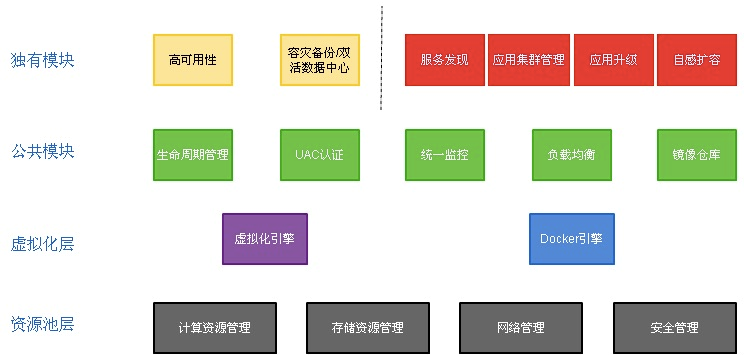 独有模块
高可用性
容灾备份/双
活数据中心
服务发现
应用集群管理
应用升级
自感扩容
公共模块
生命周期管理
UAC认证
统一监控
负载均衡
镜像仓库
虚拟化层
虚拟化引擎
Docker引擎
资源池层
计算资源管理
存储资源管理
网络管理
安全管理